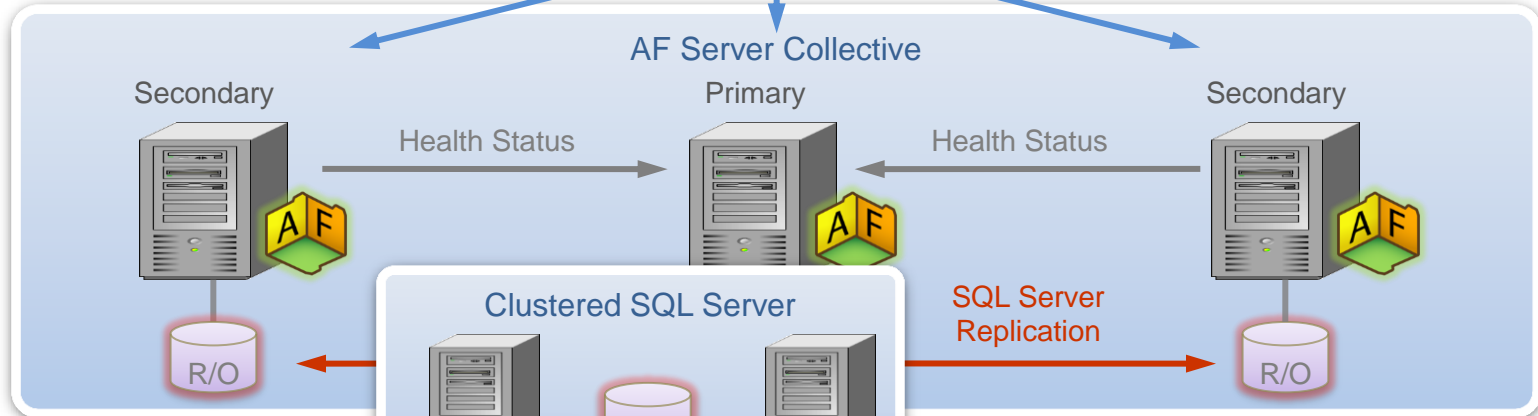 AF Server Collective
Secondary
Primary
Secondary
Health Status
Health Status
AF
AF
AF
Clustered SQL Server
SQL Server
Replication
R/O
R/O